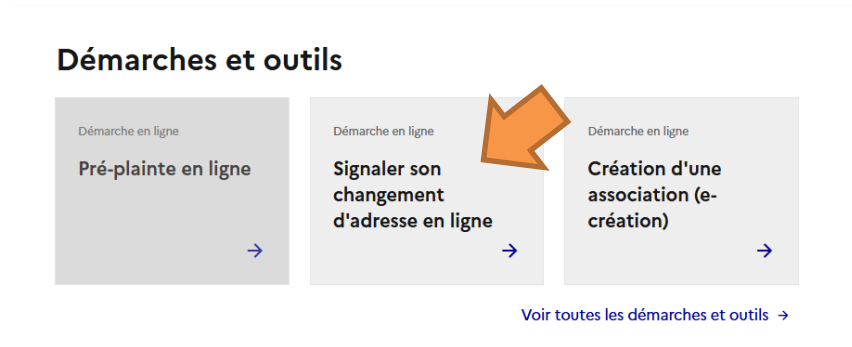 Démarches et outils
Démarche en ligne
Pré-plainte en ligne
Démarche en ligne
Signaler son
changement
d'adresse en ligne
Démarche en ligne
Création d'une
association (e-
création)
Voir toutes les démarches et outils →